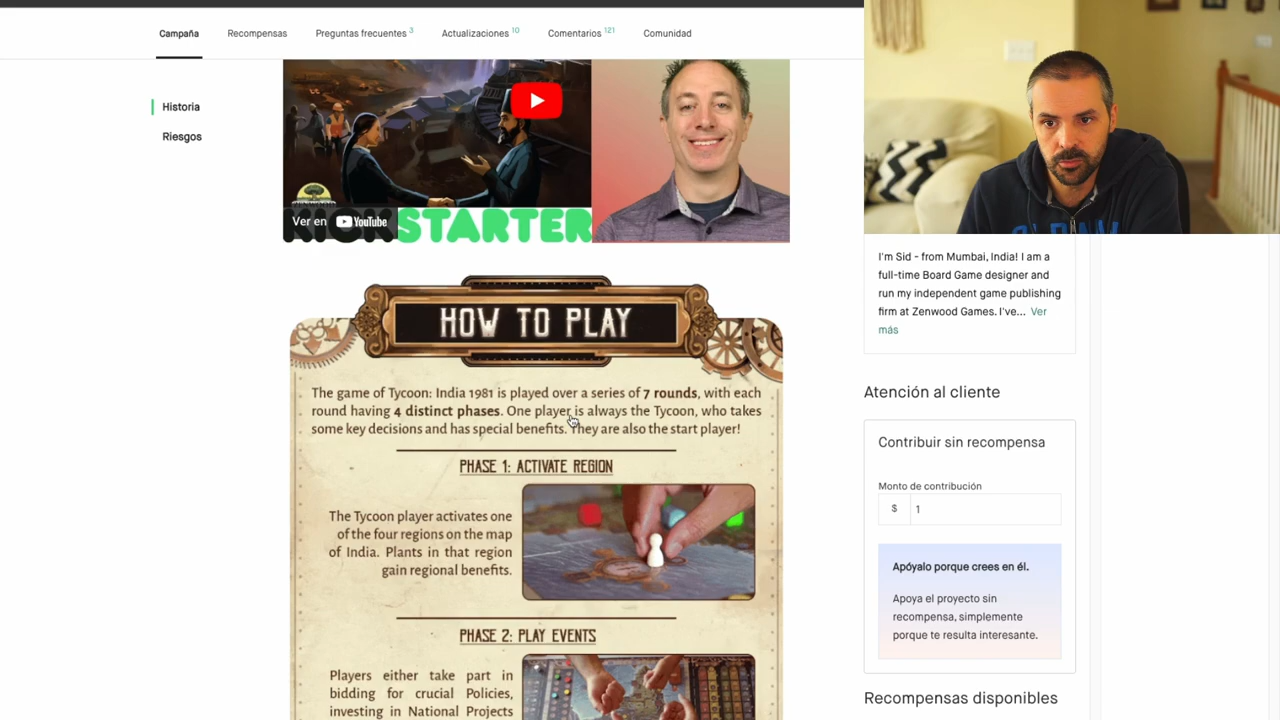 Campaña
Recompensas
Preguntas frecuentes 3
Actualizaciones 10
Comentarios 121
Comunidad
Historia
Riesgos
Ver en YouTube
STARTER
HOW TO PLAY
The game of Tycoon: India 1981 is played over a series of 7 rounds, with each
round having 4 distinct phases. One player is always the Tycoon, who takes
some key decisions and has special benefits. They are also the start player!
PHASE 1: ACTIVATE REGION
The Tycoon player activates one
of the four regions on the map
of India. Plants in that region
gain regional benefits.
PHASE 2: PLAY EVENTS
Players either take part in
bidding for crucial Policies,
investing in National Projects
I'm Sid - from Mumbai, India! I am a
full-time Board Game designer and
run my independent game publishing
firm at Zenwood Games. I've... Ver
más
Atención al cliente
Contribuir sin recompensa
Monto de contribución
$ 1
Apóyalo porque crees en él.
Apoya el proyecto sin
recompensa, simplemente
porque te resulta interesante.
Recompensas disponibles